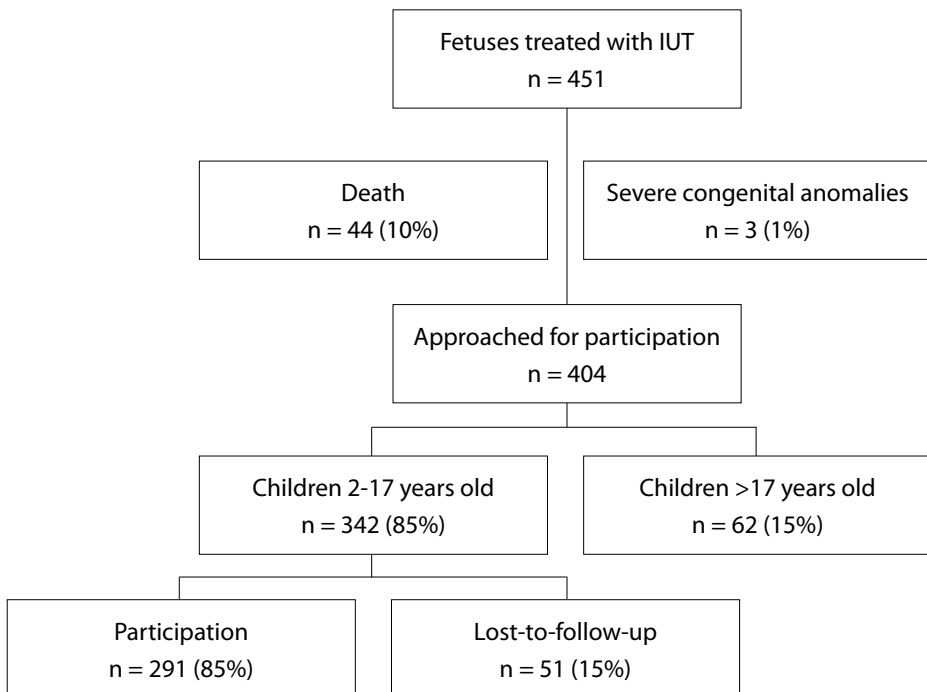 Fetuses treated with IUT
n = 451
Death
n = 44 (10%)
Severe congenital anomalies
n = 3 (1%)
Approached for participation
n = 404
Children 2-17 years old
n = 342 (85%)
Children >17 years old
n = 62 (15%)
Participation
n = 291 (85%)
Lost-to-follow-up
n = 51 (15%)